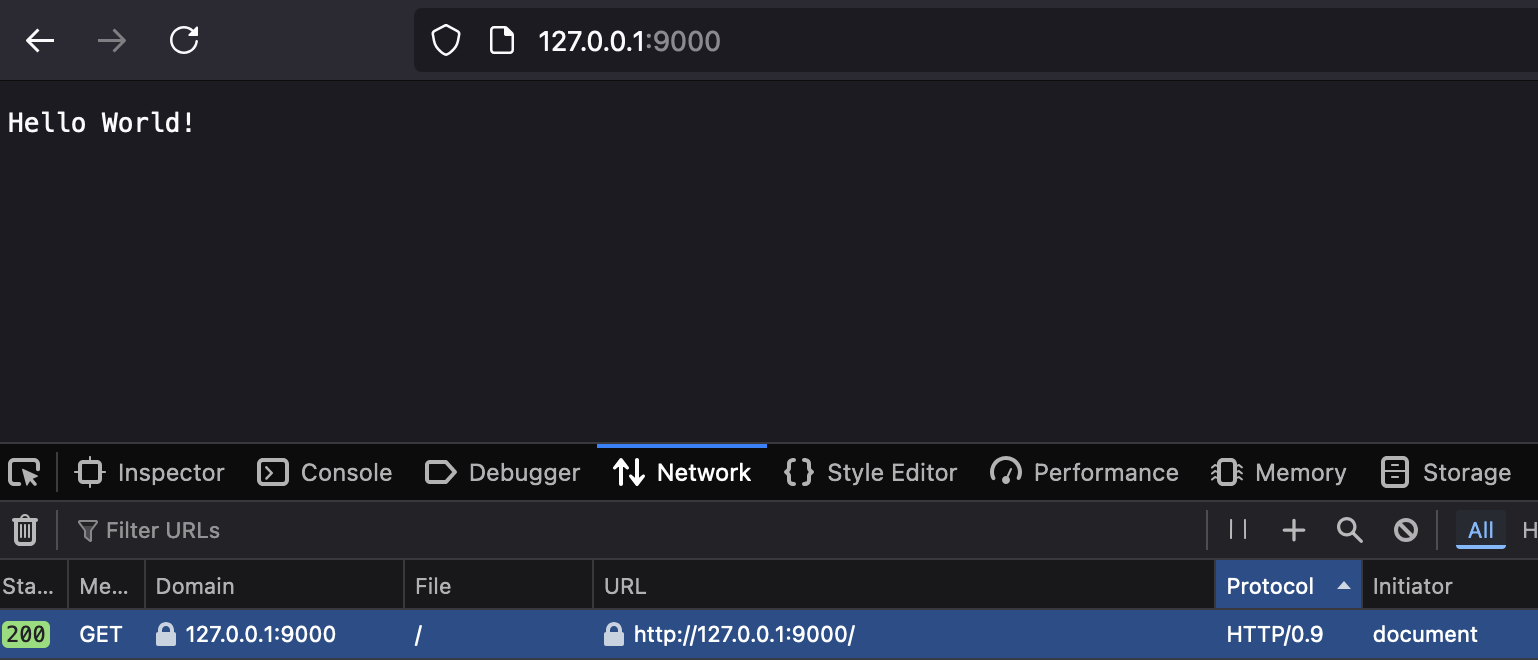 127.0.0.1:9000
Hello World!
Inspector Console Debugger Network Style Editor Performance Memory Storage
Filter URLs All H
Sta... Me... Domain File URL Protocol Initiator
200 GET 127.0.0.1:9000 / http://127.0.0.1:9000/ HTTP/0.9 document